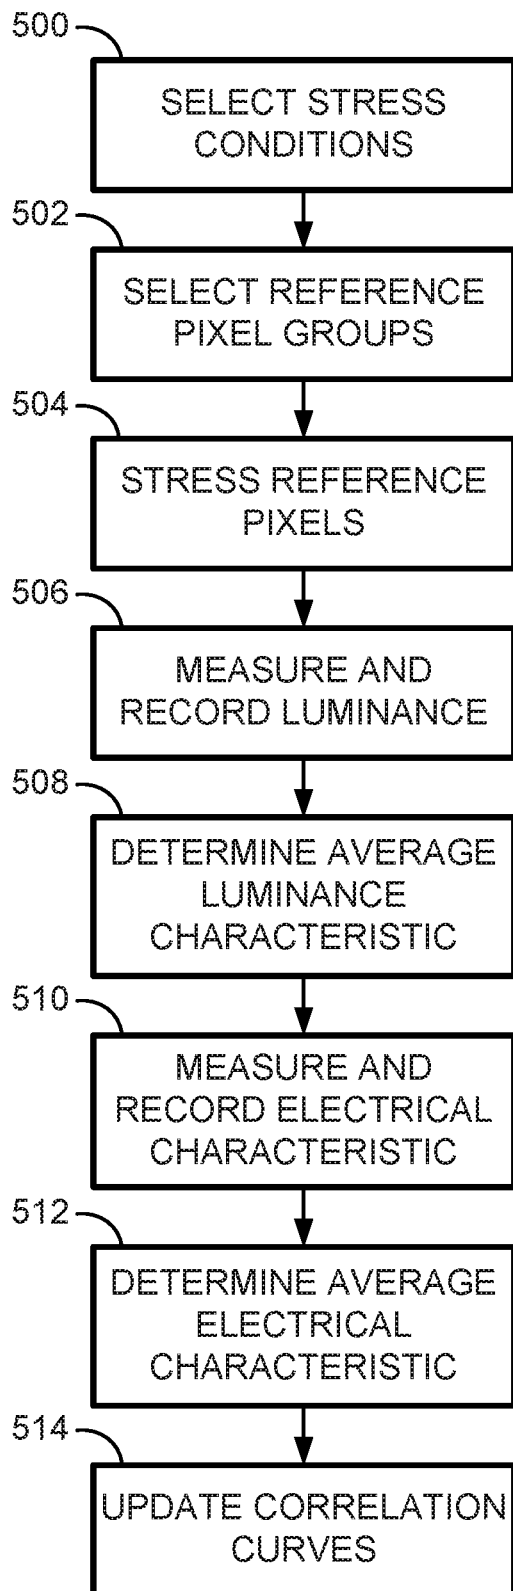 500
SELECT STRESS
CONDITIONS
502
SELECT REFERENCE
PIXEL GROUPS
504
STRESS REFERENCE
PIXELS
506
MEASURE AND
RECORD LUMINANCE
508
DETERMINE AVERAGE
LUMINANCE
CHARACTERISTIC
510
MEASURE AND
RECORD ELECTRICAL
CHARACTERISTIC
512
DETERMINE AVERAGE
ELECTRICAL
CHARACTERISTIC
514
UPDATE CORRELATION
CURVES